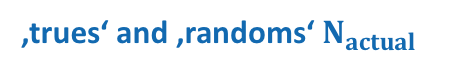 ‚trues‘ and ‚randoms‘ N_actual